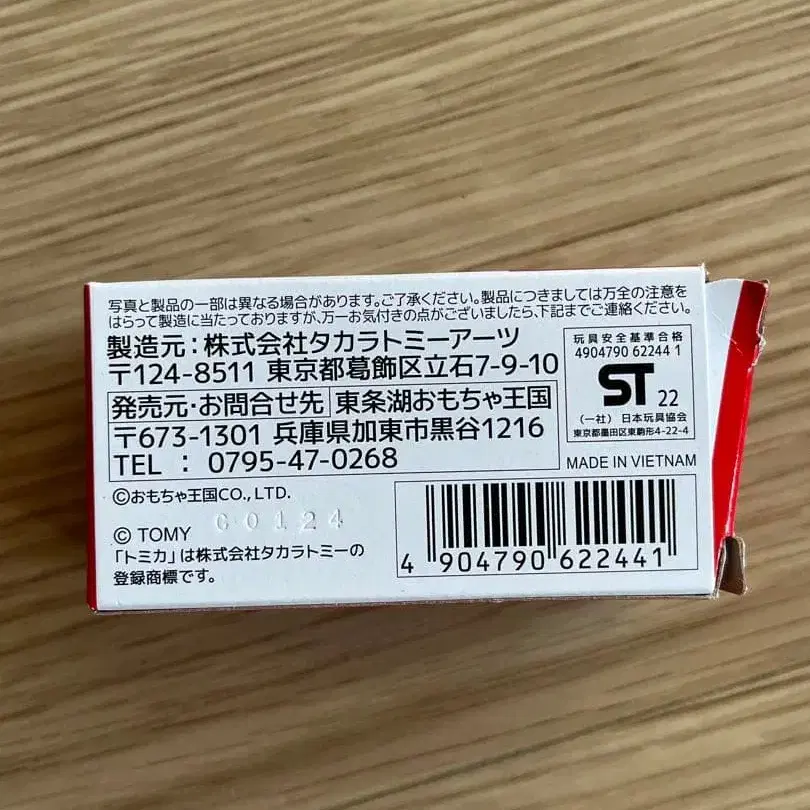 写真と製品の一部は異なる場合があります。ご了承ください。製品につきましては万全の注意を
はらって製造に当たっておりますが、万一お気付きの点がございましたら、下記までご連絡ください。
製造元：株式会社タカラトミーアーツ
〒124-8511 東京都葛飾区立石7-9-10
発売元・お問合せ先 東条湖おもちゃ王国
〒673-1301 兵庫県加東市黒谷1216
TEL ： 0795-47-0268
玩具安全基準合格
4904790 62244 1
ST 22
（一社）日本玩具協会
東京都墨田区東駒形4-22-4
MADE IN VIETNAM
©おもちゃ王国CO., LTD.
© TOMY C0124
「トミカ」は株式会社タカラトミーの
登録商標です。
4 904790 622441